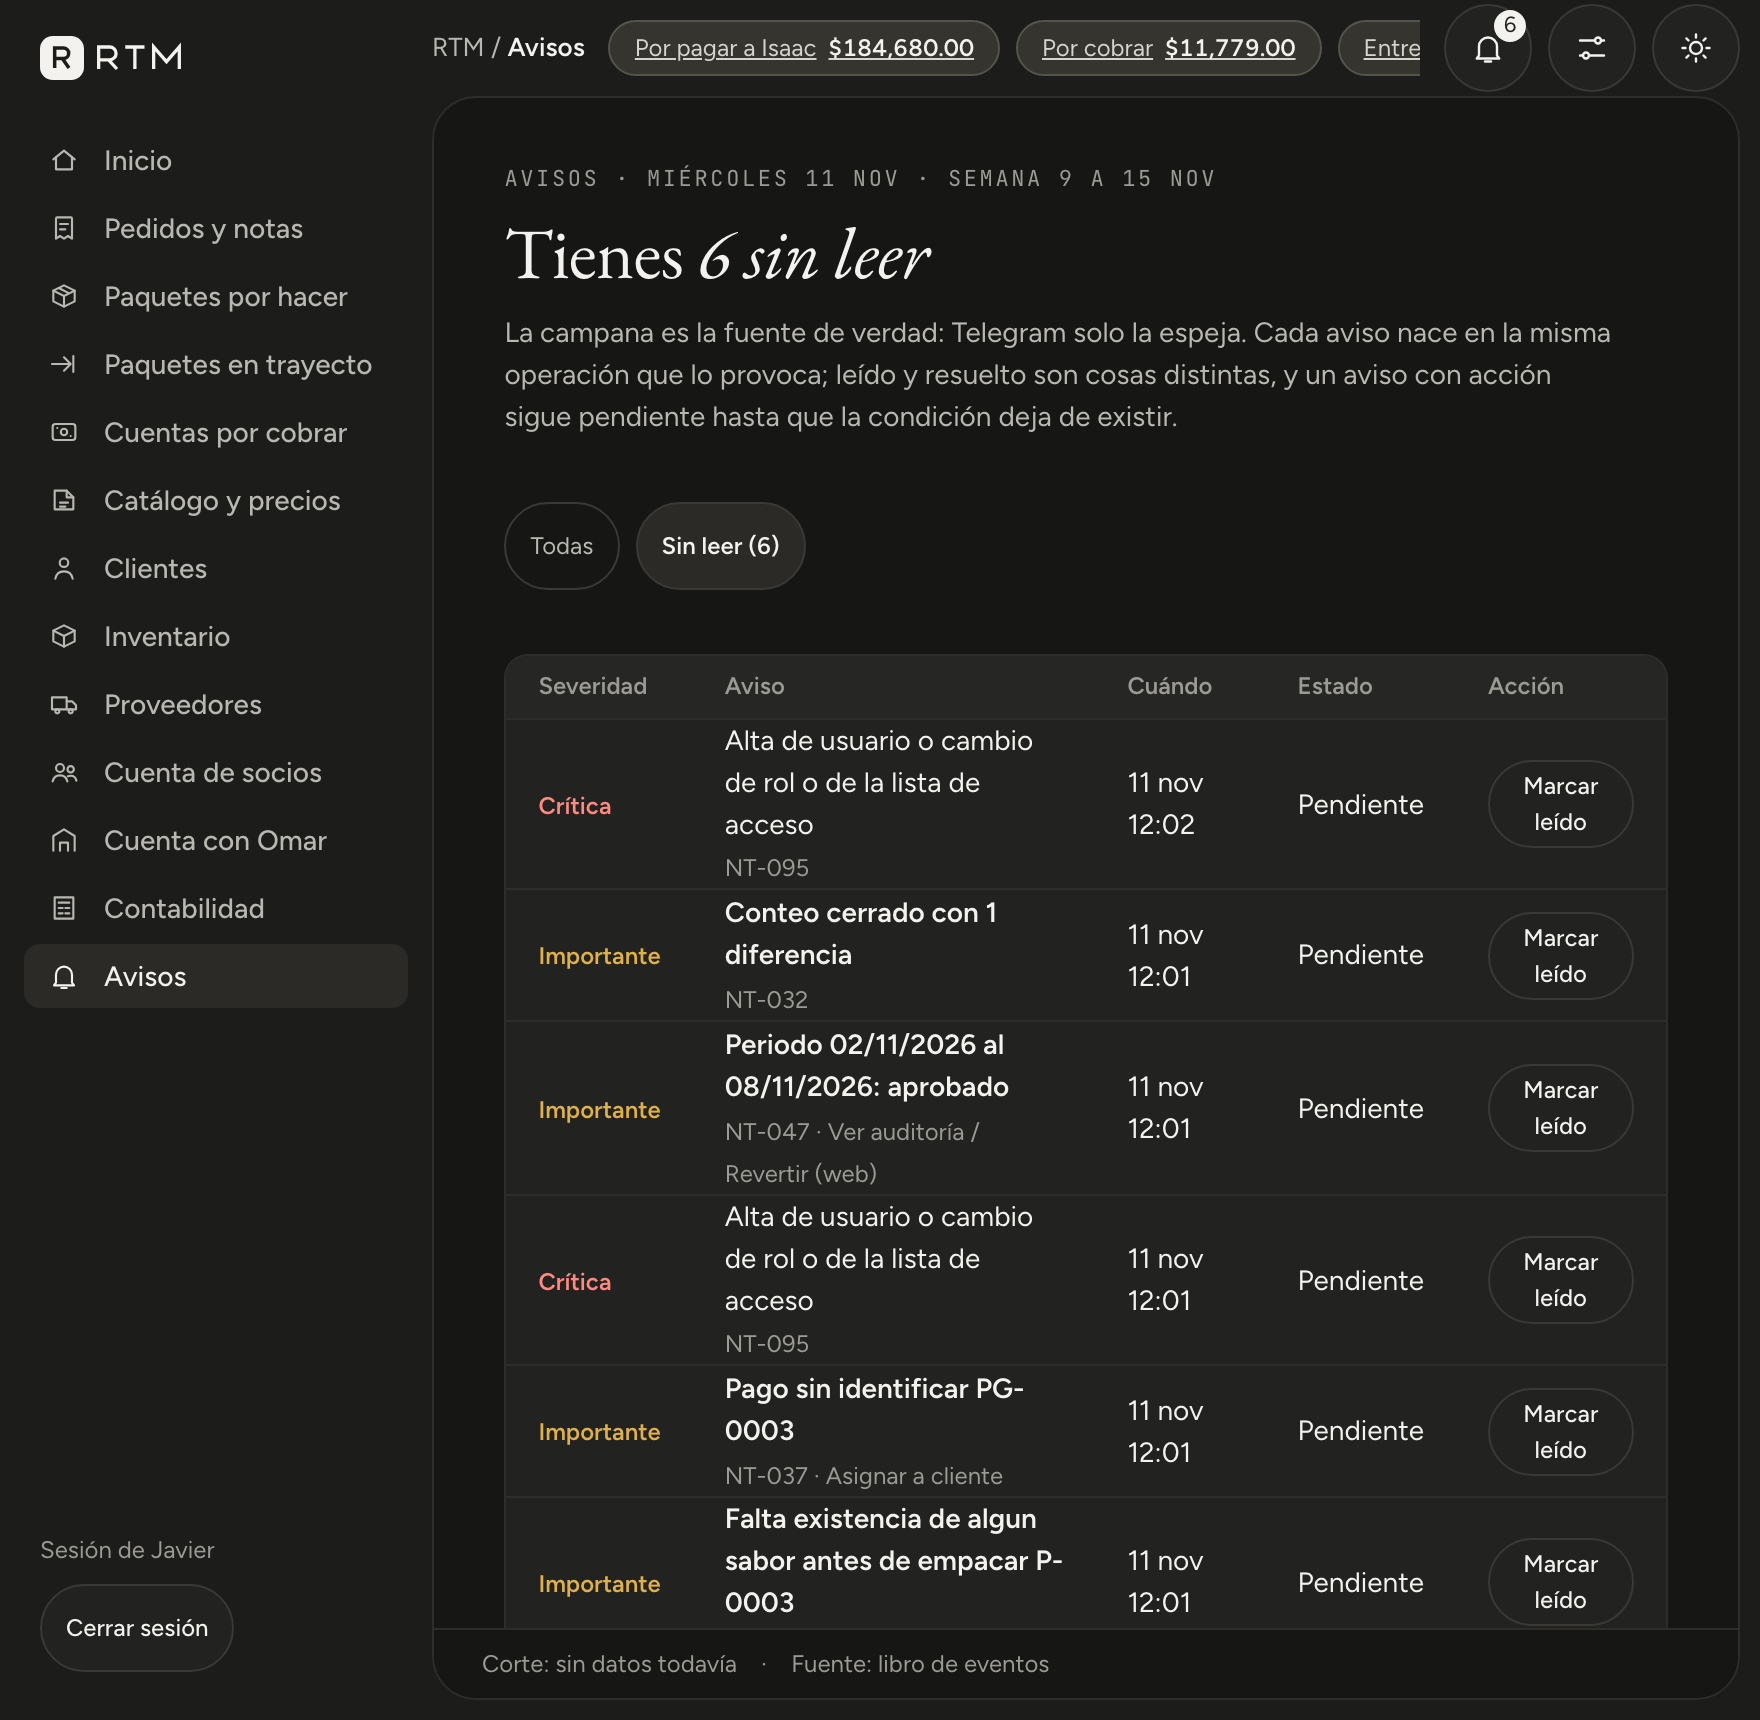 R RTM
Inicio
Pedidos y notas
Paquetes por hacer
Paquetes en trayecto
Cuentas por cobrar
Catálogo y precios
Clientes
Inventario
Proveedores
Cuenta de socios
Cuenta con Omar
Contabilidad
Avisos
Sesión de Javier
Cerrar sesión
RTM / Avisos
Por pagar a Isaac $184,680.00
Por cobrar $11,779.00
Entre
6
AVISOS · MIÉRCOLES 11 NOV · SEMANA 9 A 15 NOV
Tienes 6 sin leer
La campana es la fuente de verdad: Telegram solo la espeja. Cada aviso nace en la misma
operación que lo provoca; leído y resuelto son cosas distintas, y un aviso con acción
sigue pendiente hasta que la condición deja de existir.
Todas
Sin leer (6)
Severidad Aviso Cuándo Estado Acción
Crítica
Alta de usuario o cambio
de rol o de la lista de
acceso
NT-095
11 nov
12:02
Pendiente
Marcar
leído
Importante
Conteo cerrado con 1
diferencia
NT-032
11 nov
12:01
Pendiente
Marcar
leído
Importante
Periodo 02/11/2026 al
08/11/2026: aprobado
NT-047 · Ver auditoría /
Revertir (web)
11 nov
12:01
Pendiente
Marcar
leído
Crítica
Alta de usuario o cambio
de rol o de la lista de
acceso
NT-095
11 nov
12:01
Pendiente
Marcar
leído
Importante
Pago sin identificar PG-
0003
NT-037 · Asignar a cliente
11 nov
12:01
Pendiente
Marcar
leído
Importante
Falta existencia de algun
sabor antes de empacar P-
0003
11 nov
12:01
Pendiente
Marcar
leído
Corte: sin datos todavía · Fuente: libro de eventos